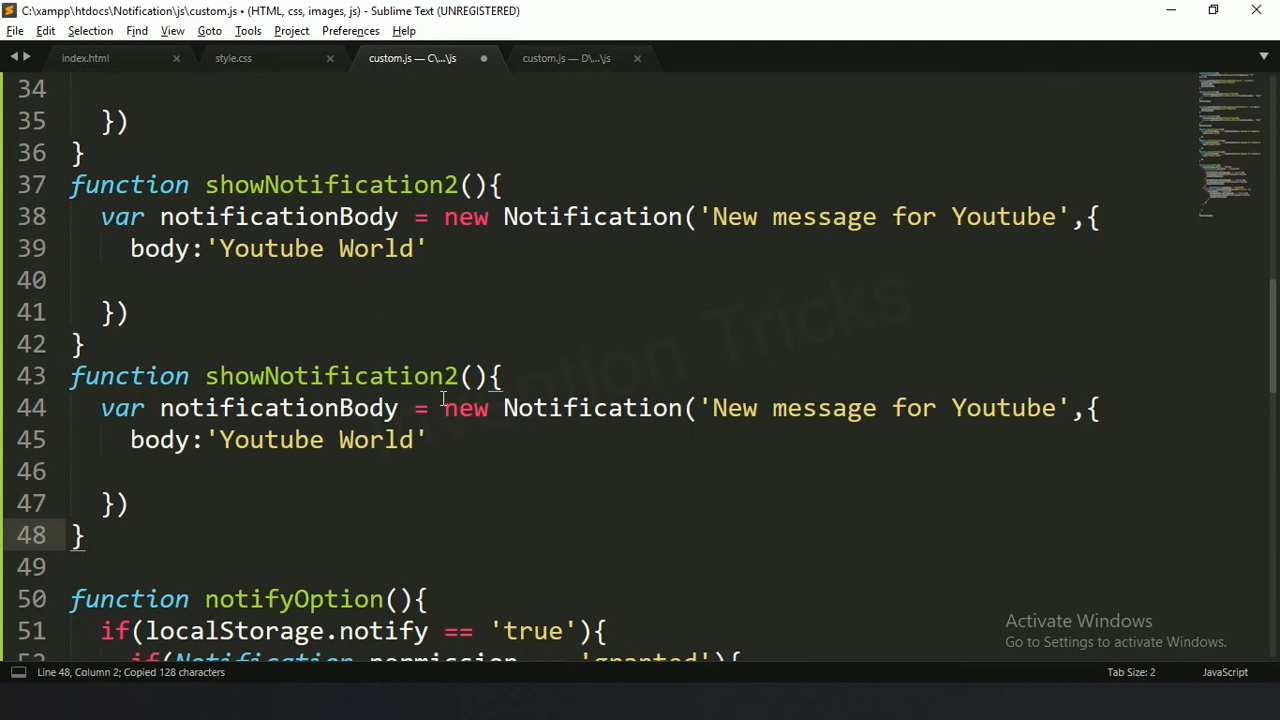 C:\xampp\htdocs\Notification\js\custom.js • (HTML, css, images, js) - Sublime Text (UNREGISTERED)
File Edit Selection Find View Goto Tools Project Preferences Help
index.html style.css custom.js — C\...\js custom.js — D\...\js
34
35 })
36 }
37 function showNotification2(){
38 var notificationBody = new Notification('New message for Youtube',{
39 body:'Youtube World'
40
41 })
42 }
43 function showNotification2(){
44 var notificationBody = new Notification('New message for Youtube',{
45 body:'Youtube World'
46
47 })
48 }
49
50 function notifyOption(){
51 if(localStorage.notify == 'true'){
52 if(Notification.permission == 'granted'){
Activate Windows
Go to Settings to activate Windows.
Line 48, Column 2; Copied 128 characters Tab Size: 2 JavaScript